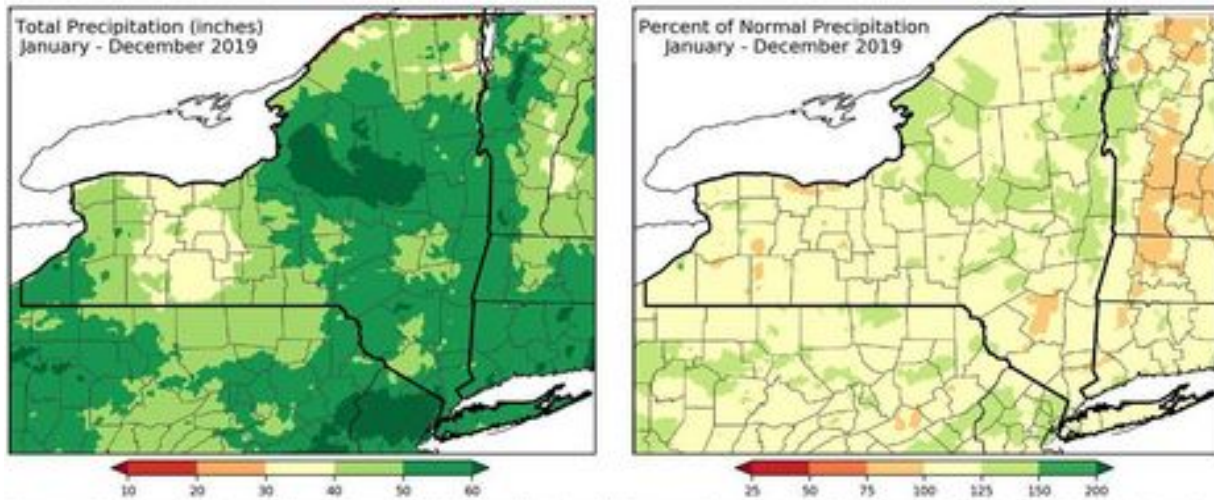 Total Precipitation (inches)
January - December 2019
10 20 30 40 50 60
Percent of Normal Precipitation
January - December 2019
25 50 75 100 125 150 200